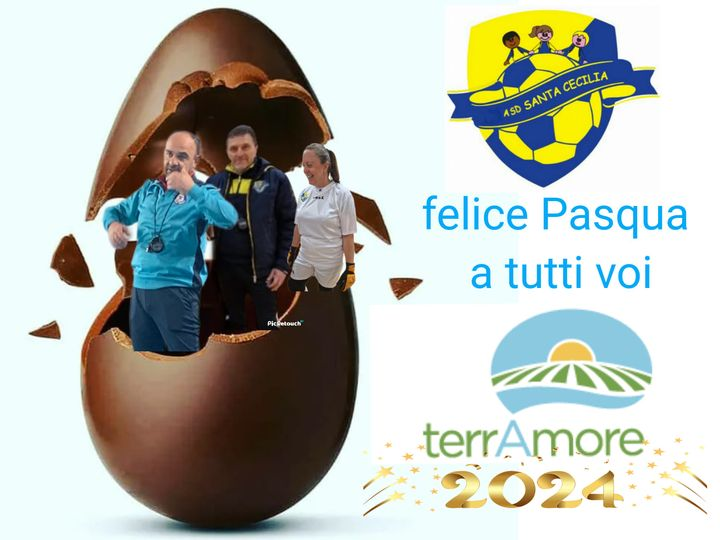 ASD SANTA CECILIA
felice Pasqua
a tutti voi
terrAmore
2024